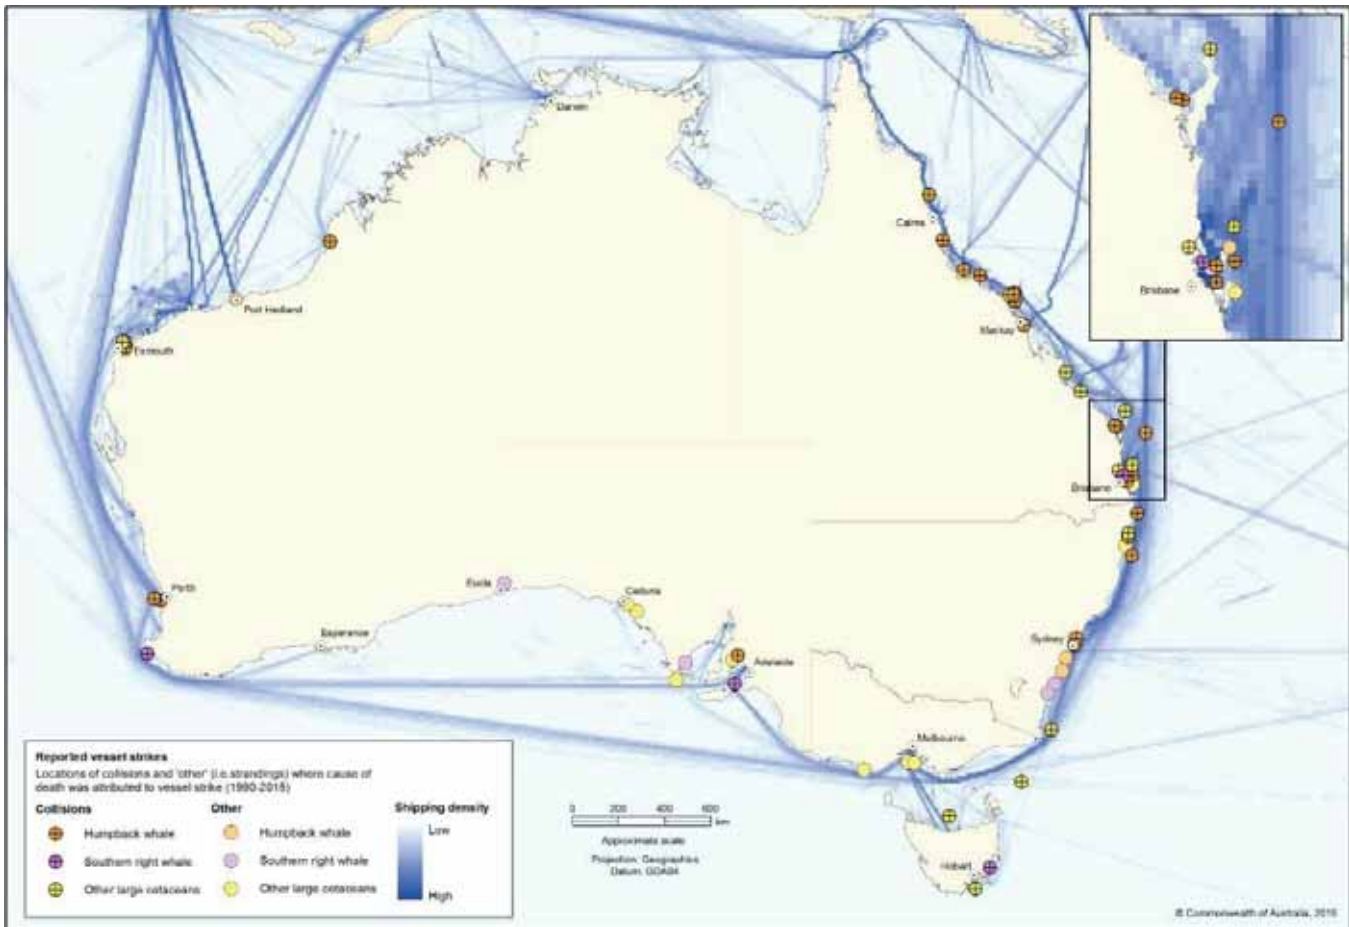 Darwin
Cairns
Port Hedland
Brisbane
Exmouth
Mackay
Brisbane
Perth
Eucla
Ceduna
Esperance
Sydney
Adelaide
Melbourne
Hobart
Reported vessel strikes
Locations of collisions and 'other' (i.e.strandings) where cause of
death was attributed to vessel strike (1990-2015)
Collisions
Other
Shipping density
Humpback whale
Humpback whale
Low
Southern right whale
Southern right whale
Other large cetaceans
Other large cetaceans
High
0 200 400 600
km
Approximate scale
Projection: Geographics
Datum: GDA94
© Commonwealth of Australia, 2016